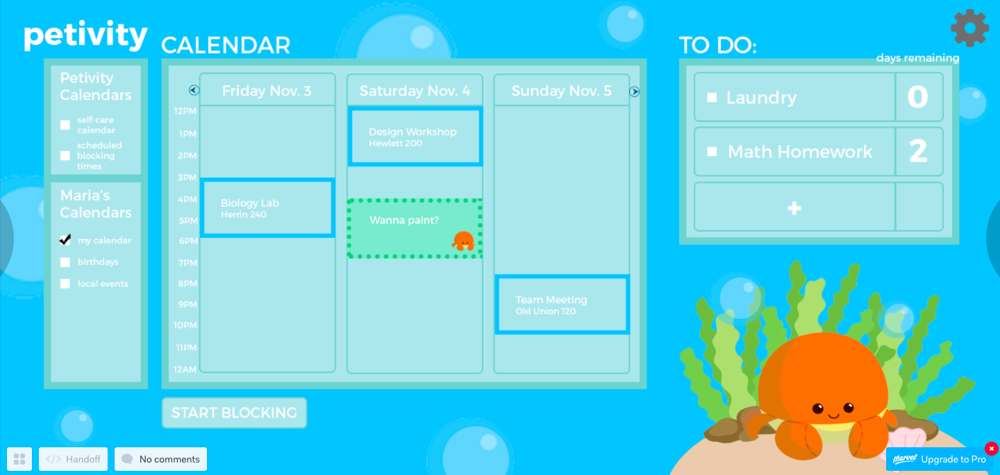 petivity
CALENDAR
TO DO:
days remaining
Petivity
Calendars
self-care
calendar
scheduled
blocking
times
Maria's
Calendars
my calendar
birthdays
local events
Friday Nov. 3
Saturday Nov. 4
Sunday Nov. 5
12PM
1PM
2PM
3PM
4PM
5PM
6PM
7PM
8PM
9PM
10PM
11PM
12AM
Biology Lab
Herrin 240
Design Workshop
Hewlett 200
Wanna paint?
Team Meeting
Old Union 120
Laundry 0
Math Homework 2
+
START BLOCKING
Handoff
No comments
Marvel Upgrade to Pro